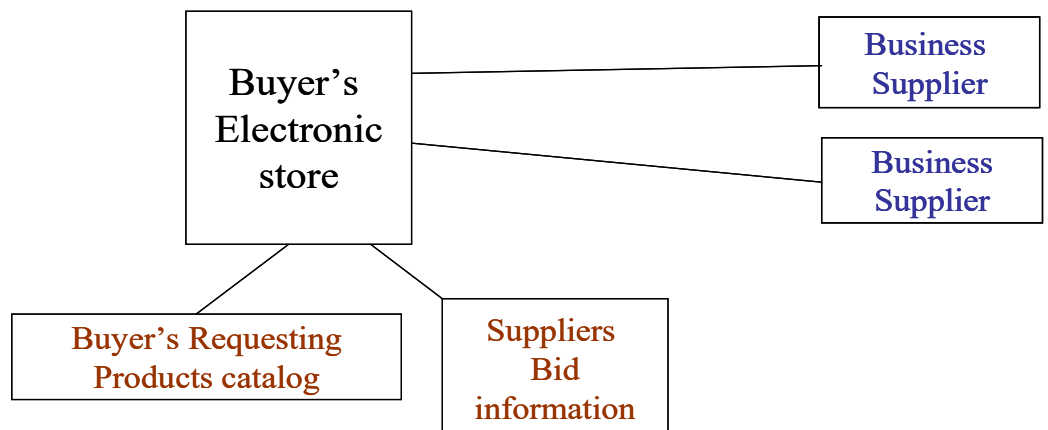 Buyer’s
Electronic
store
Business
Supplier
Business
Supplier
Buyer’s Requesting
Products catalog
Suppliers
Bid
information